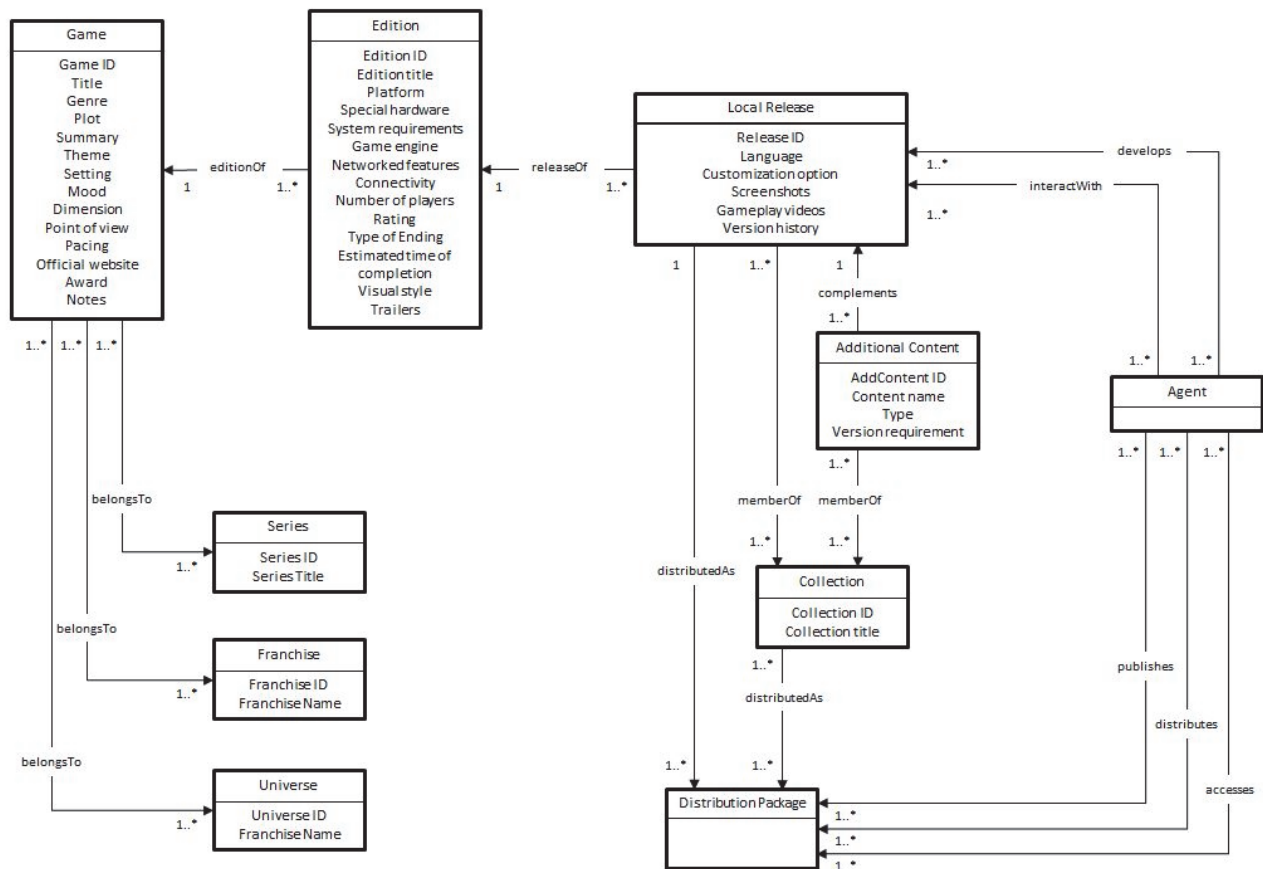 Game
Game ID
Title
Genre
Plot
Summary
Theme
Setting
Mood
Dimension
Point of view
Pacing
Official website
Award
Notes
editionOf
1
1..*
Edition
Edition ID
Edition title
Platform
Special hardware
System requirements
Game engine
Networked features
Connectivity
Number of players
Rating
Type of Ending
Estimated time of
completion
Visual style
Trailers
releaseOf
1
1..*
Local Release
Release ID
Language
Customization option
Screenshots
Gameplay videos
Version history
develops
1..*
interactWith
1..*
1
1..*
1
complements
1..*
Additional Content
AddContent ID
Content name
Type
Version requirement
1..*
1..*
1..*
Agent
1..*
1..*
1..*
1..*
1..*
1..*
belongsTo
Series
Series ID
Series Title
1..*
belongsTo
Franchise
Franchise ID
Franchise Name
1..*
belongsTo
Universe
Universe ID
Franchise Name
1..*
memberOf
memberOf
1..*
1..*
distributedAs
Collection
Collection ID
Collection title
1..*
distributedAs
publishes
distributes
accesses
1..*
1..*
Distribution Package
1..*
1..*
1..*